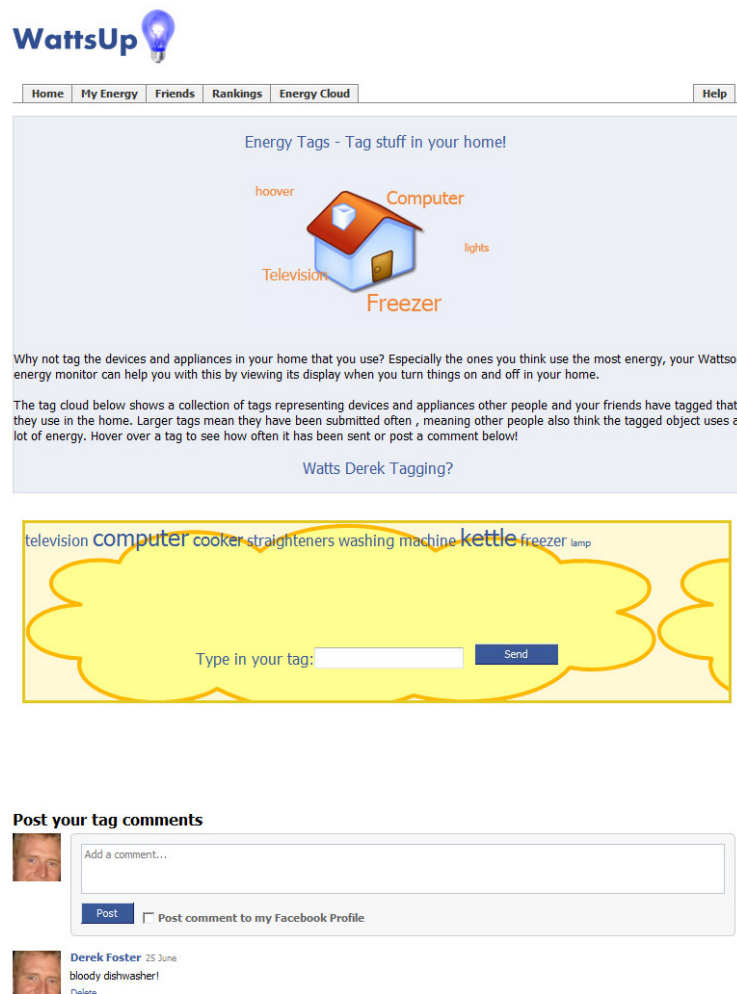 WattsUp
Home My Energy Friends Rankings Energy Cloud Help
Energy Tags - Tag stuff in your home!
hoover
Computer
lights
Television
Freezer
Why not tag the devices and appliances in your home that you use? Especially the ones you think use the most energy, your Wattso
energy monitor can help you with this by viewing its display when you turn things on and off in your home.
The tag cloud below shows a collection of tags representing devices and appliances other people and your friends have tagged that
they use in the home. Larger tags mean they have been submitted often , meaning other people also think the tagged object uses a
lot of energy. Hover over a tag to see how often it has been sent or post a comment below!
Watts Derek Tagging?
television computer cooker straighteners washing machine kettle freezer lamp
Type in your tag: Send
Post your tag comments
Add a comment...
Post Post comment to my Facebook Profile
Derek Foster 25 June
bloody dishwasher!
Delete